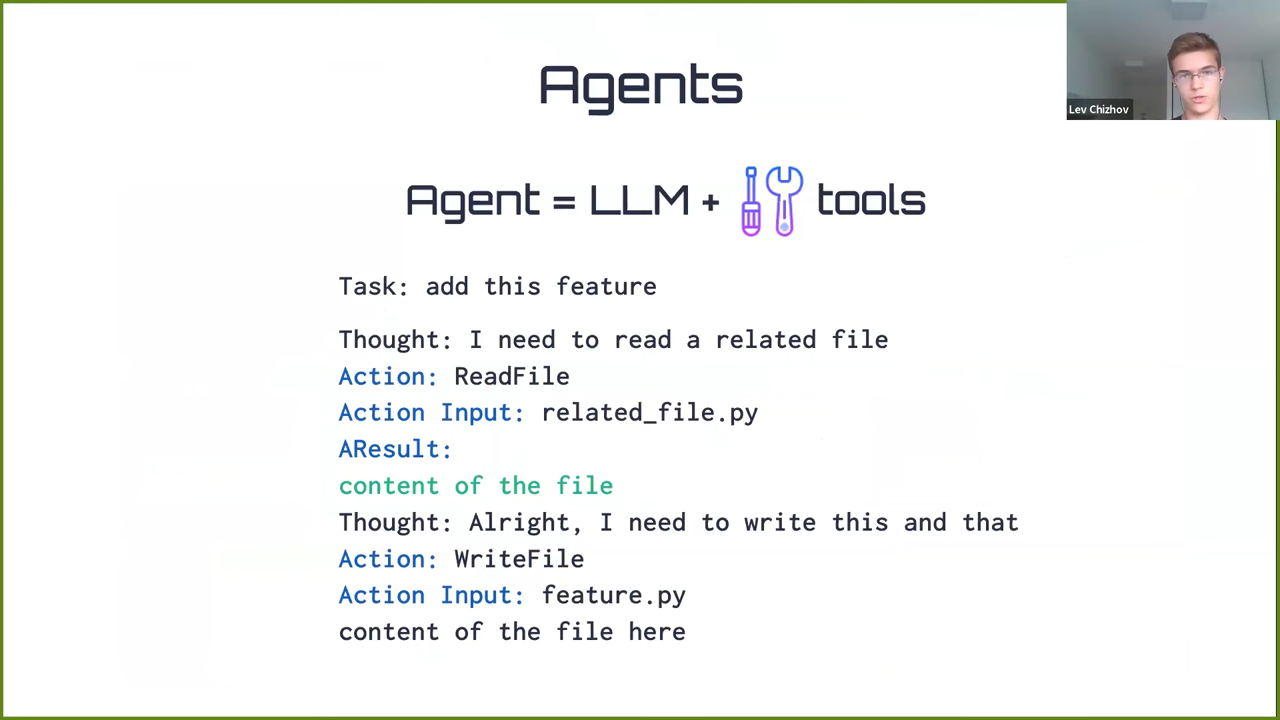 Agents
Lev Chizhov
Agent = LLM + tools
Task: add this feature
Thought: I need to read a related file
Action: ReadFile
Action Input: related_file.py
AResult:
content of the file
Thought: Alright, I need to write this and that
Action: WriteFile
Action Input: feature.py
content of the file here